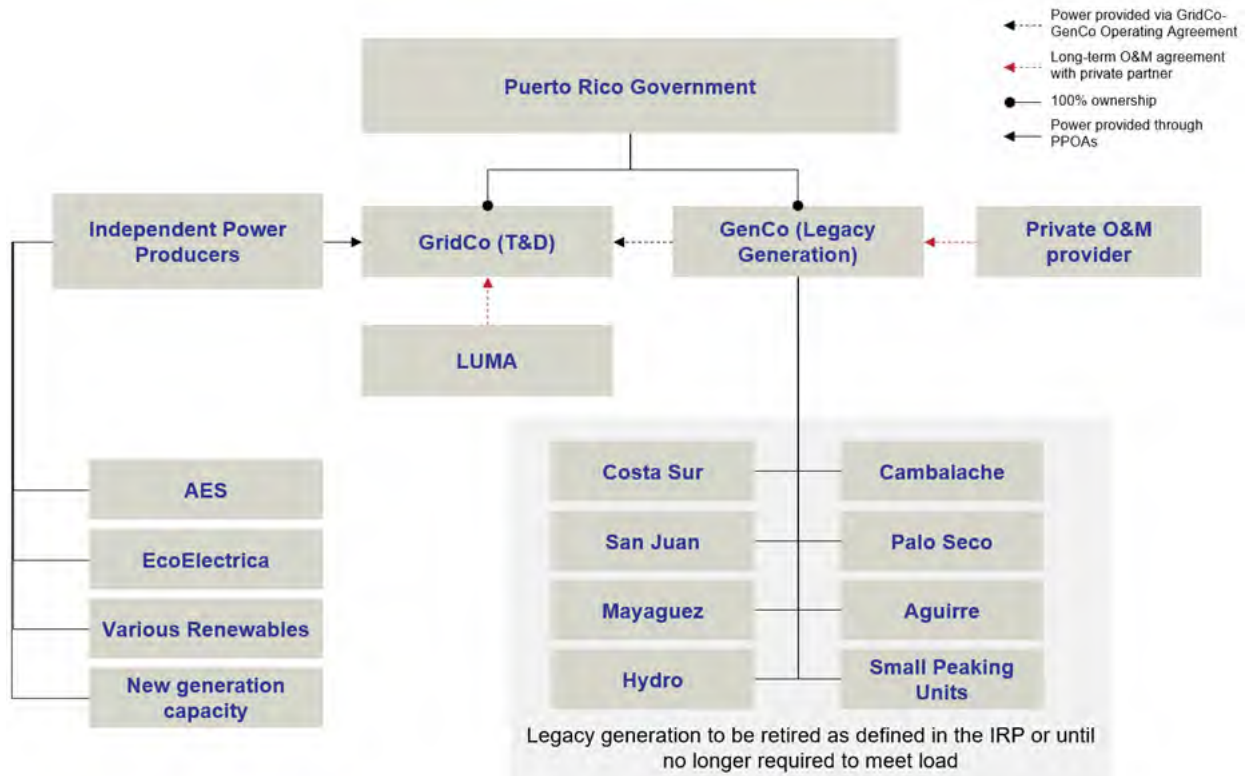 Power provided via GridCo-
GenCo Operating Agreement
Long-term O&M agreement
with private partner
100% ownership
Power provided through
PPOAs
Puerto Rico Government
Independent Power
Producers
GridCo (T&D)
GenCo (Legacy
Generation)
Private O&M
provider
LUMA
AES
EcoElectrica
Various Renewables
New generation
capacity
Costa Sur
Cambalache
San Juan
Palo Seco
Mayaguez
Aguirre
Hydro
Small Peaking
Units
Legacy generation to be retired as defined in the IRP or until
no longer required to meet load